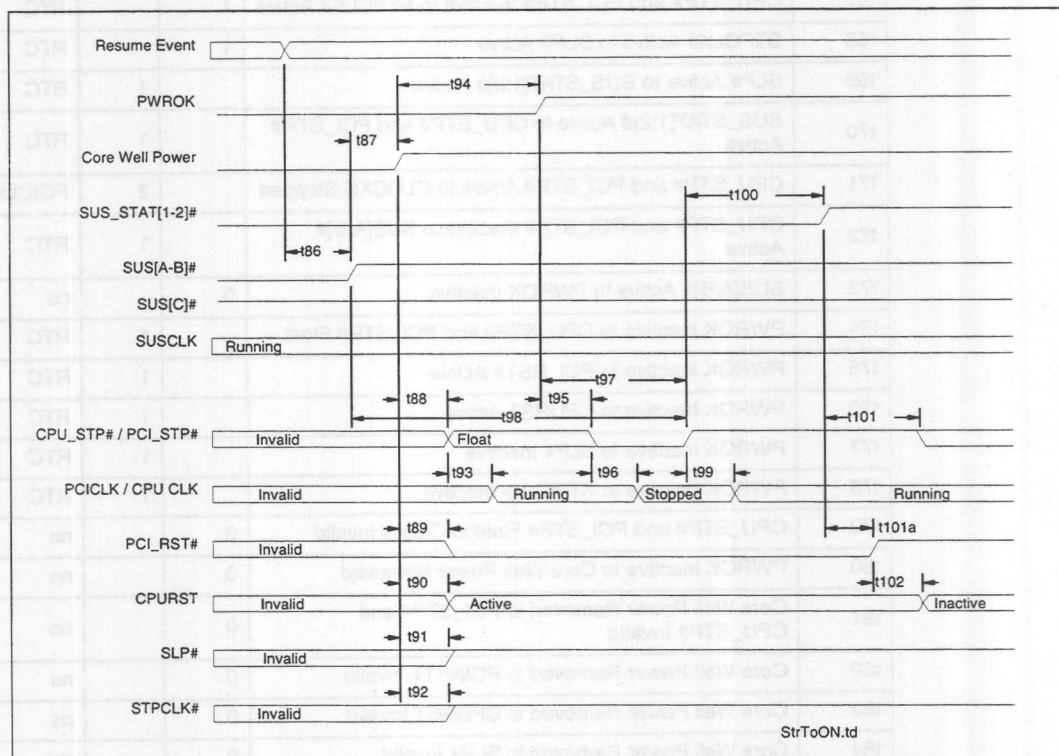 Resume Event
t94
PWROK
t87
Core Well Power
t100
SUS_STAT[1-2]#
t86
SUS[A-B]#
SUS[C]#
SUSCLK
Running
t97
t88
t95
t98
t101
CPU_STP# / PCI_STP#
Invalid
Float
t93
t96
t99
PCICLK / CPU CLK
Invalid
Running
Stopped
Running
t89
t101a
PCI_RST#
Invalid
t90
t102
CPURST
Invalid
Active
Inactive
t91
SLP#
Invalid
t92
STPCLK#
Invalid
StrToON.td